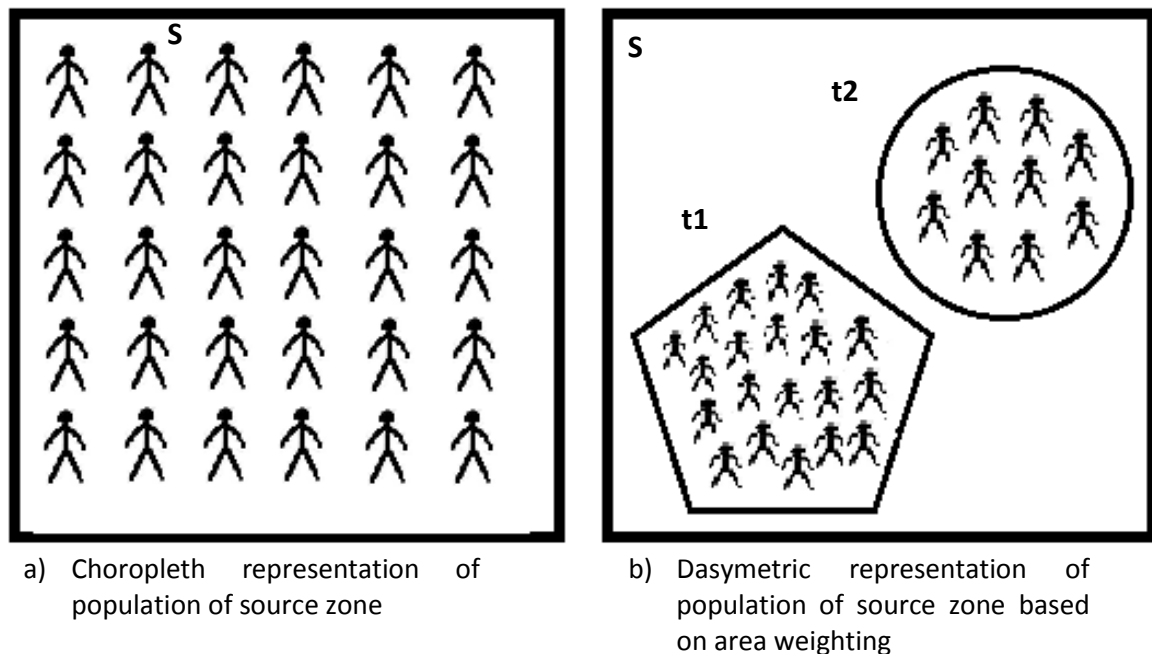 S
S
t2
t1
a) Choropleth representation of
population of source zone
b) Dasymetric representation of
population of source zone based
on area weighting